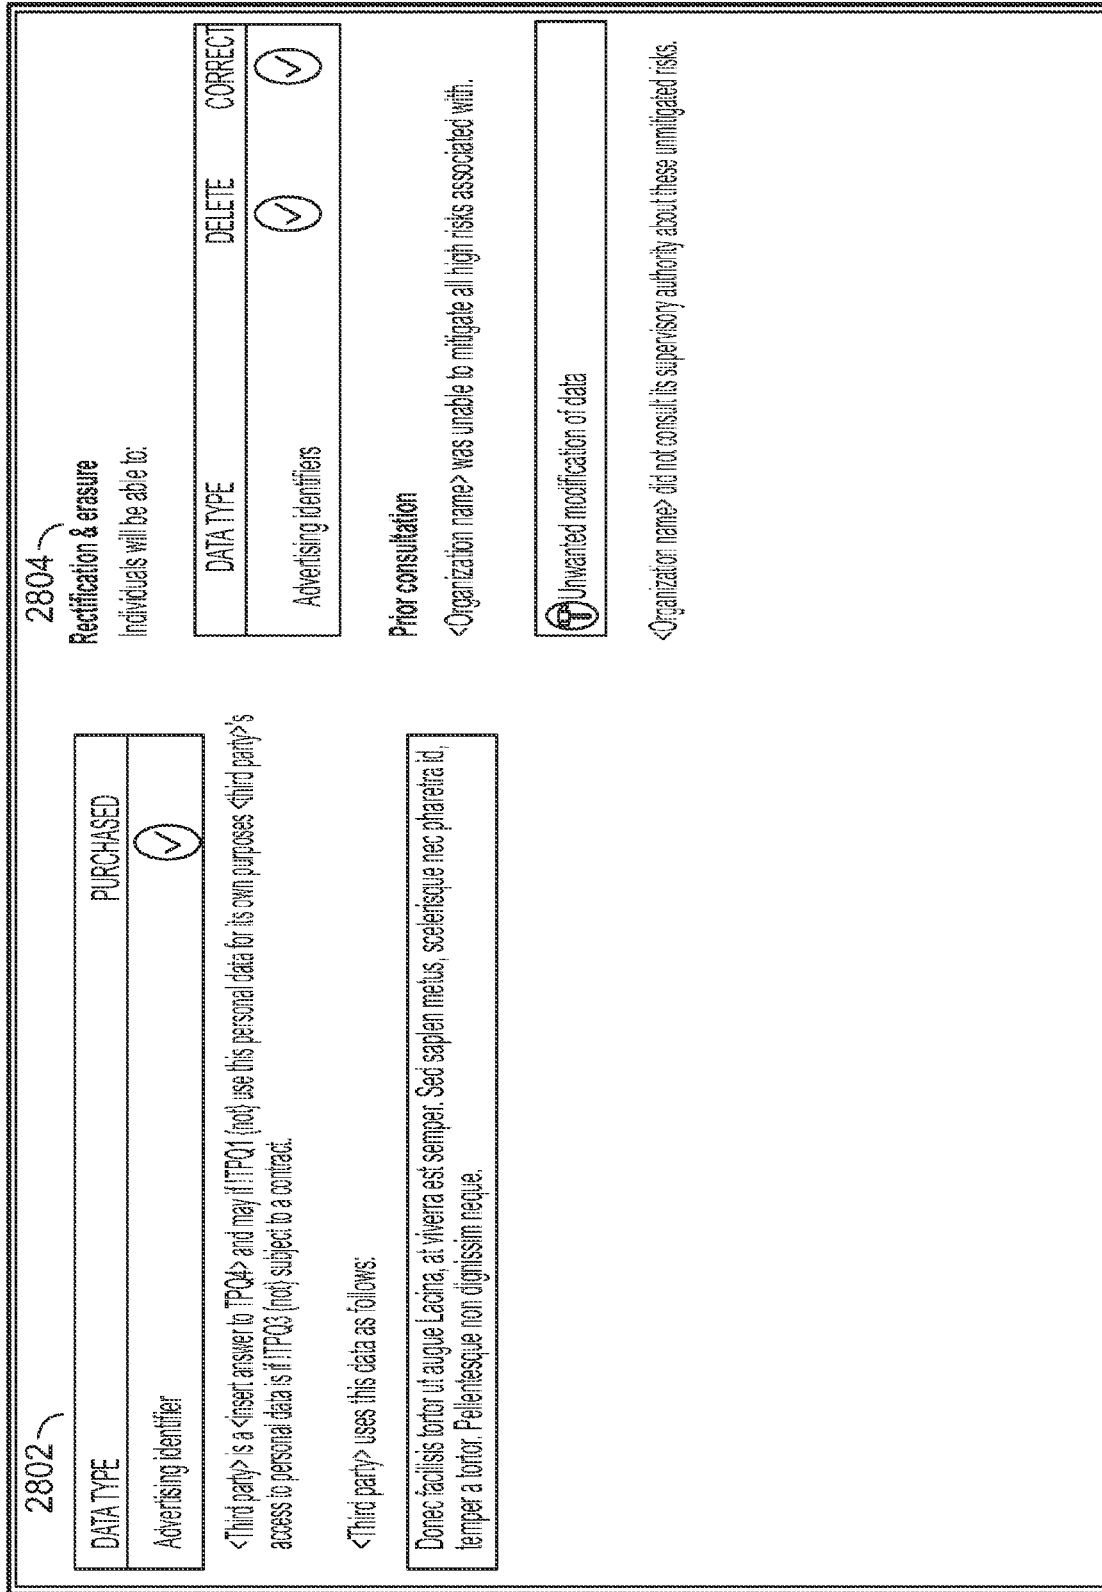 2802
DATA TYPE PURCHASED
Advertising identifier
<Third party> is a <insert answer to TPQ4> and may if !TPQ1 (not) use this personal data for its own purposes <third party>'s
access to personal data is if !TPQ3 (not) subject to a contract.
<Third party> uses this data as follows:
Donec facilisis tortor ut augue Lacina, at viverra est semper. Sed saplen metus, scelerisque nec pharetra id,
temper a tortor. Pellentesque non dignissim neque.
2804
Rectification & erasure
Individuals will be able to:
DATA TYPE DELETE CORRECT
Advertising identifiers
Prior consultation
<Organization name> was unable to mitigate all high risks associated with.
Unwanted modification of data
<Organization name> did not consult its supervisory authority about these unmitigated risks.